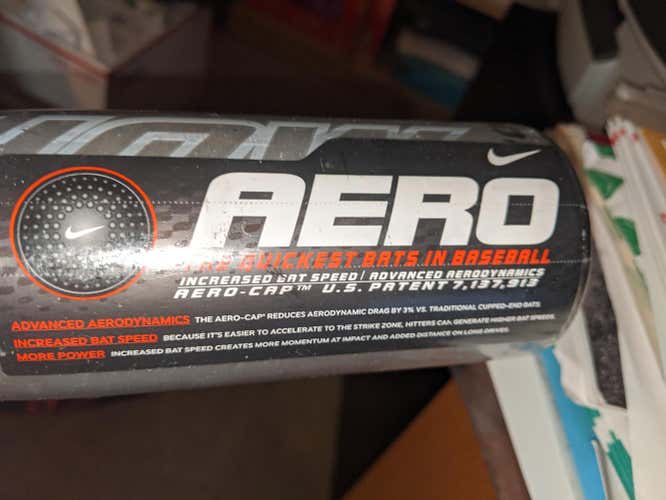 AERO
THE QUICKEST BATS IN BASEBALL
INCREASED BAT SPEED | ADVANCED AERODYNAMICS
AERO-CAP™ U.S. PATENT 7,137,913
ADVANCED AERODYNAMICS THE AERO-CAP® REDUCES AERODYNAMIC DRAG BY 3% VS. TRADITIONAL CUPPED-END BATS.
INCREASED BAT SPEED BECAUSE IT'S EASIER TO ACCELERATE TO THE STRIKE ZONE, HITTERS CAN GENERATE HIGHER BAT SPEEDS.
MORE POWER INCREASED BAT SPEED CREATES MORE MOMENTUM AT IMPACT AND ADDED DISTANCE ON LONG DRIVES.